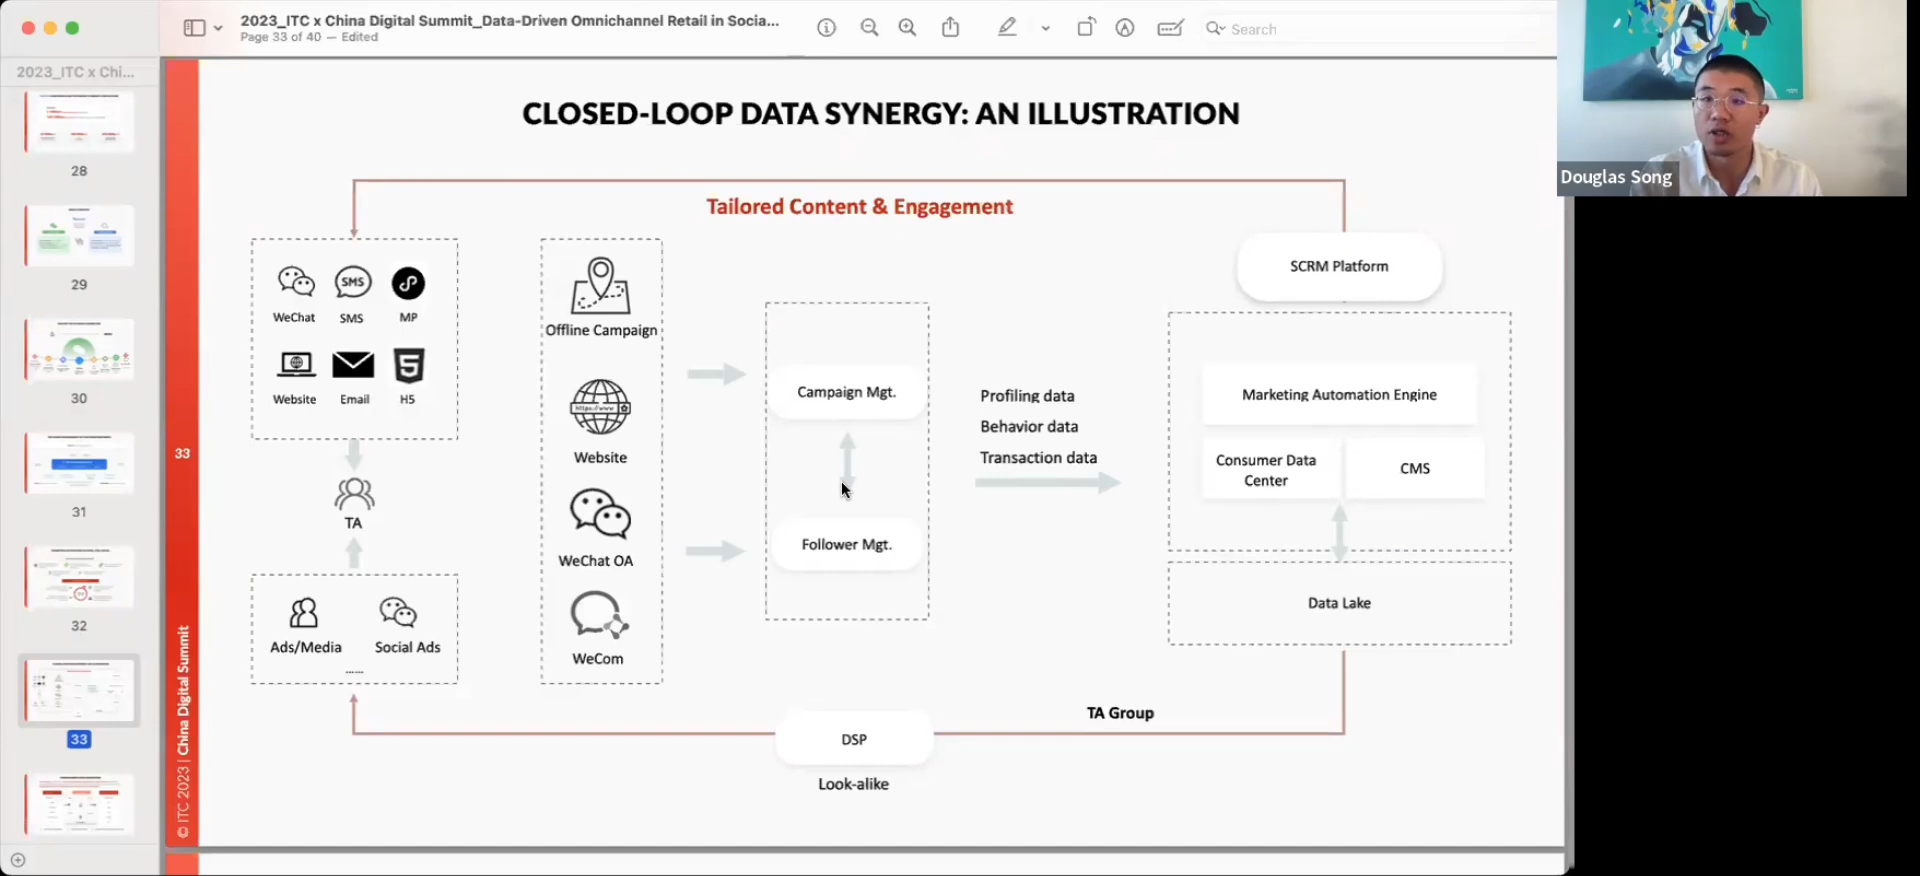 2023_ITC x China Digital Summit_Data-Driven Omnichannel Retail in Socia...
Page 33 of 40 — Edited
Search
2023_ITC x Chi...
28
29
30
31
32
33
33
© ITC 2023 | China Digital Summit
CLOSED-LOOP DATA SYNERGY: AN ILLUSTRATION
Tailored Content & Engagement
WeChat
SMS
SMS
MP
Website
Email
5
H5
TA
Ads/Media
Social Ads
......
Offline Campaign
https://www
Website
WeChat OA
WeCom
Campaign Mgt.
Follower Mgt.
Profiling data
Behavior data
Transaction data
SCRM Platform
Marketing Automation Engine
Consumer Data
Center
CMS
Data Lake
TA Group
DSP
Look-alike
Douglas Song